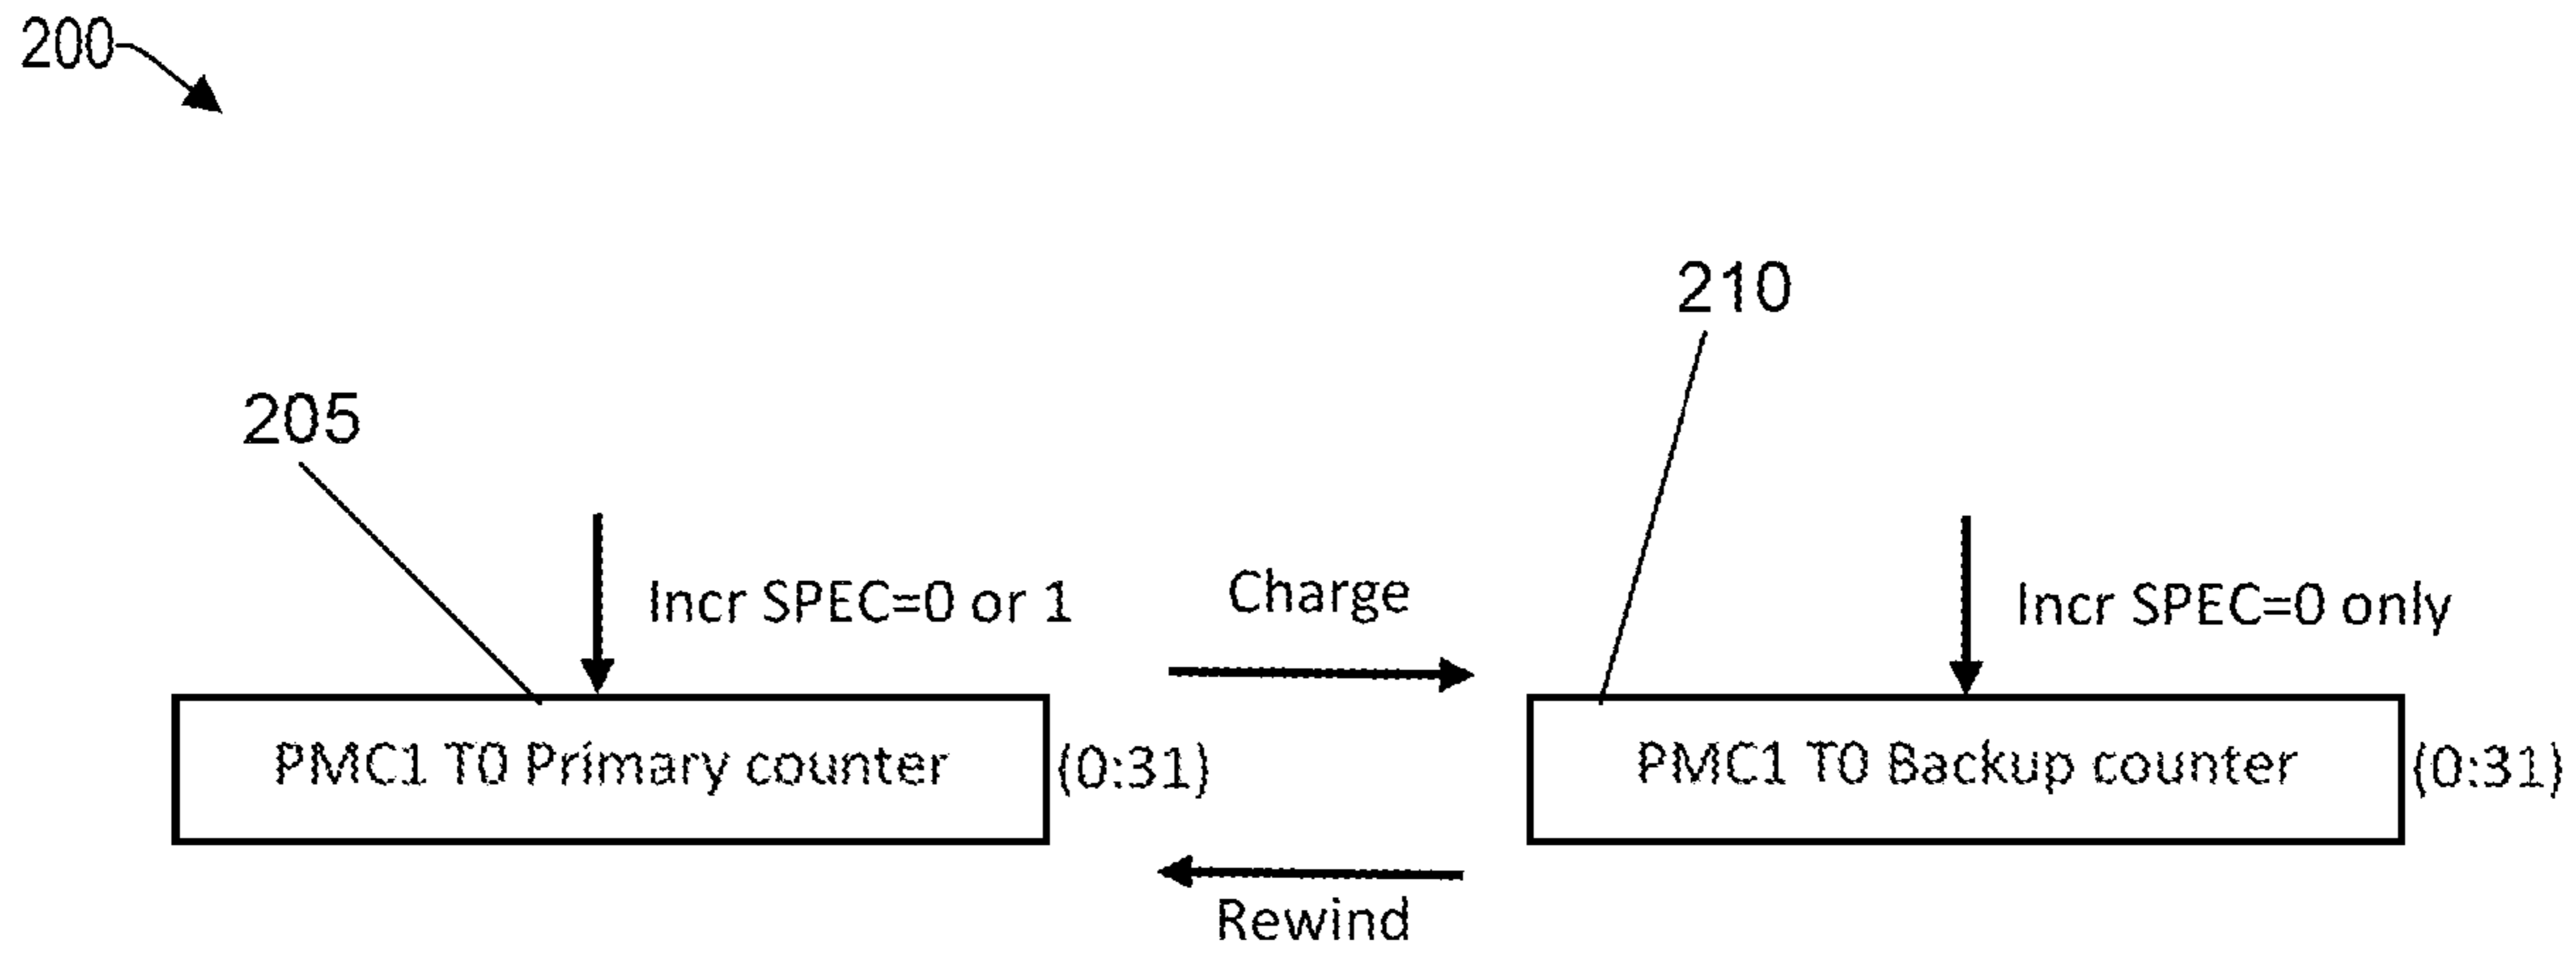 200
210
205
Incr SPEC=0 or 1
Charge
Incr SPEC=0 only
PMC1 T0 Primary counter
(0:31)
PMC1 T0 Backup counter
(0:31)
Rewind